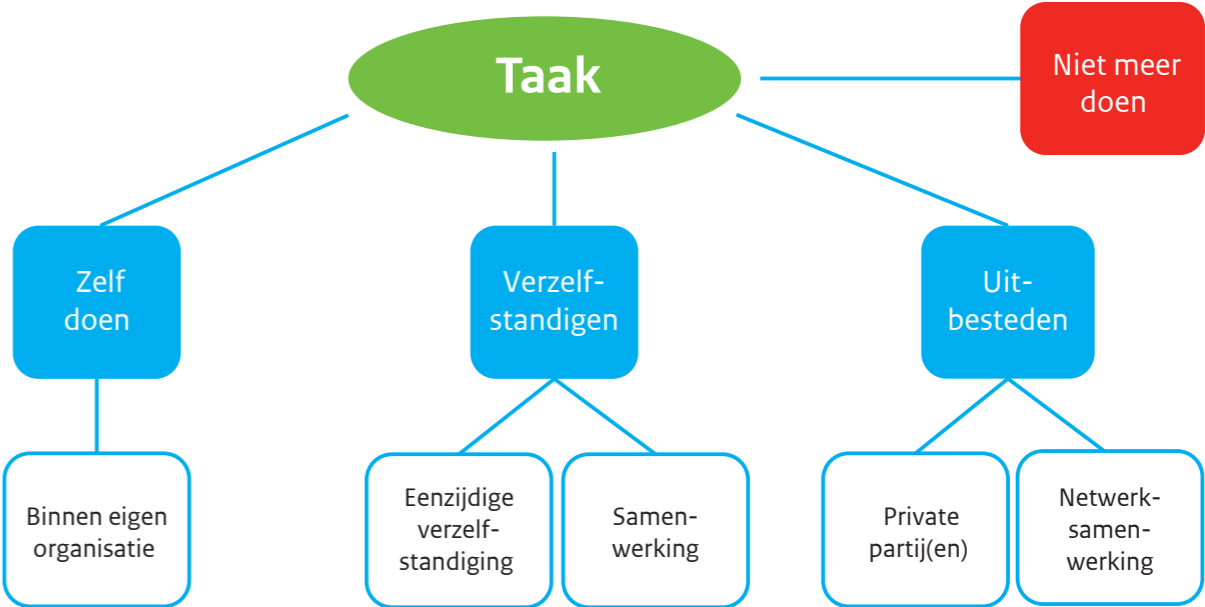 Taak
Niet meer
doen
Zelf
doen
Verzelf-
standigen
Uit-
besteden
Binnen eigen
organisatie
Eenzijdige
verzelf-
standiging
Samen-
werking
Private
partij(en)
Netwerk-
samen-
werking